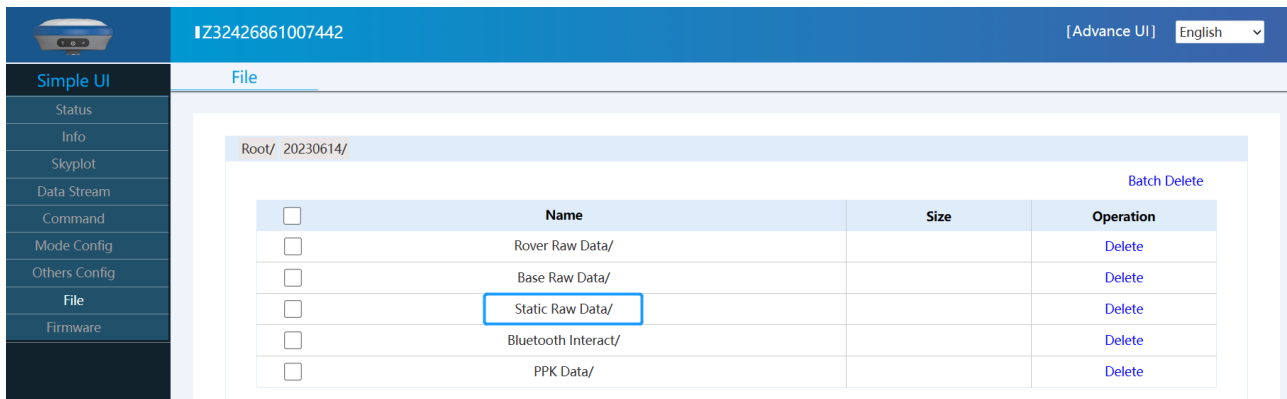 IZ32426861007442 [Advance UI] English
Simple UI
File
Status
Info
Skyplot
Data Stream
Command
Mode Config
Others Config
File
Firmware
Root/ 20230614/
Batch Delete
Name Size Operation
Rover Raw Data/ Delete
Base Raw Data/ Delete
Static Raw Data/ Delete
Bluetooth Interact/ Delete
PPK Data/ Delete